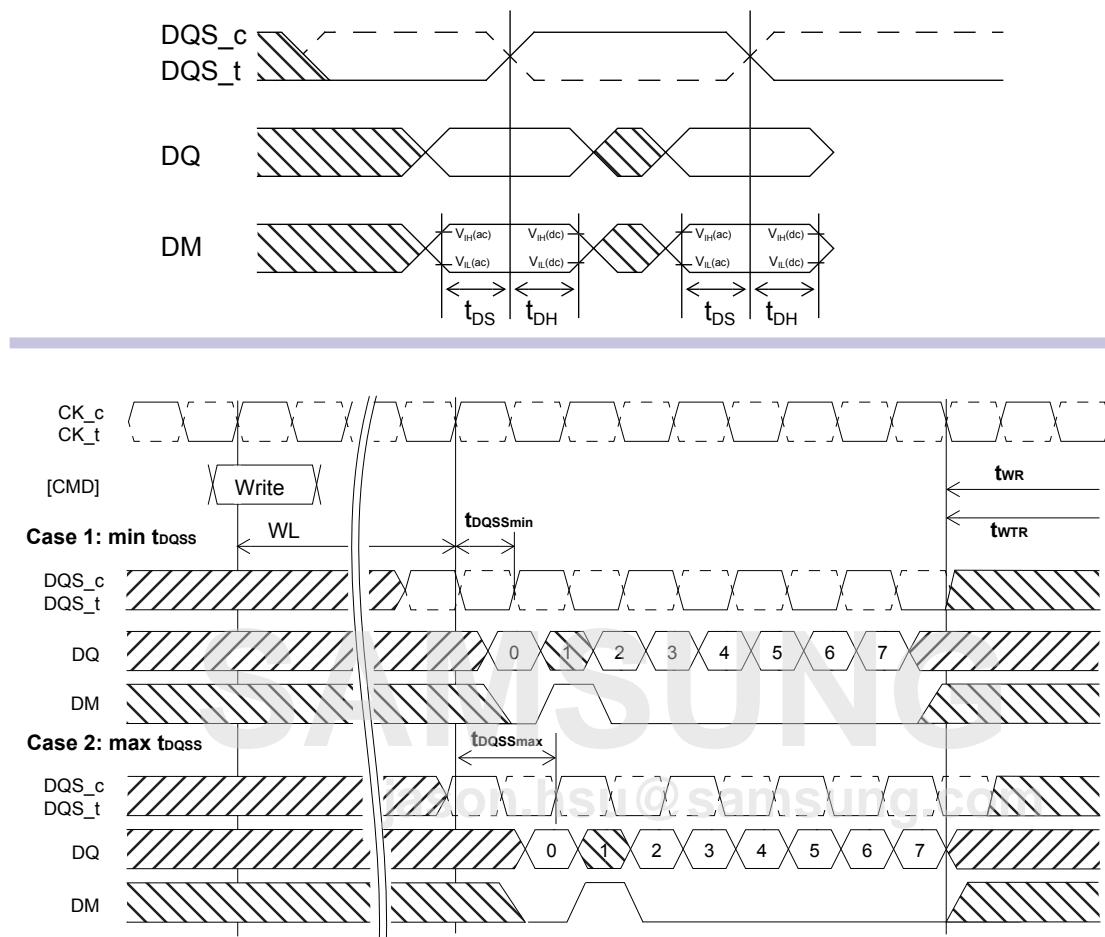 DQS_c
DQS_t
DQ
DM
VIH(ac) VIH(dc) VIH(ac) VIH(dc)
VIL(ac) VIL(dc) VIL(ac) VIL(dc)
tDS tDH tDS tDH
CK_c
CK_t
[CMD] Write tWR
Case 1: min tDQSS WL tDQSSmin tWTR
DQS_c
DQS_t
DQ 0 1 2 3 4 5 6 7
SAMSUNG
DM
Case 2: max tDQSS tDQSSmax
DQS_c
DQS_t
jason.hsu@samsung.com
DQ 0 1 2 3 4 5 6 7
DM